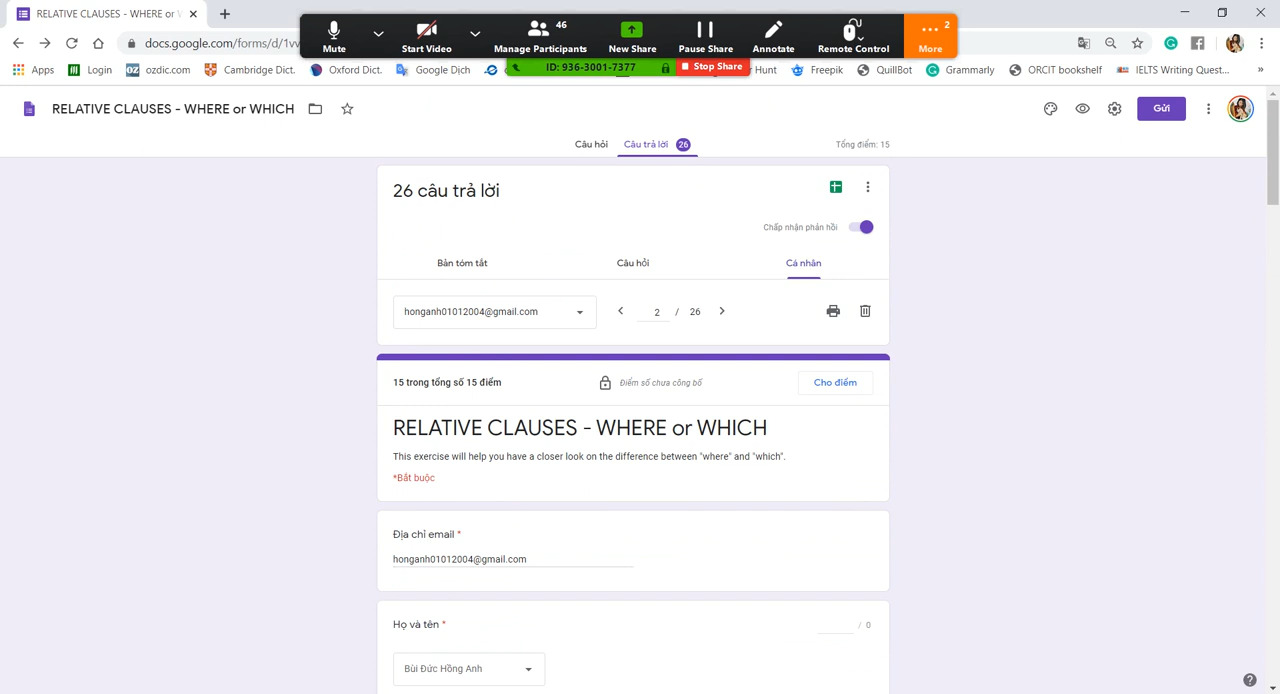 RELATIVE CLAUSES - WHERE or V
46
2
Mute
Start Video
Manage Participants
New Share
Pause Share
Annotate
Remote Control
More
docs.google.com/forms/d/1vv
ID: 936-3001-7377
Stop Share
Apps
Login
ozdic.com
Cambridge Dict.
Oxford Dict.
Google Dịch
Hunt
Freepik
QuillBot
Grammarly
ORCIT bookshelf
IELTS Writing Quest...
»
RELATIVE CLAUSES - WHERE or WHICH
Gửi
Câu hỏi
Câu trả lời 26
Tổng điểm: 15
26 câu trả lời
Chấp nhận phản hồi
Bản tóm tắt
Câu hỏi
Cá nhân
honganh01012004@gmail.com
2 / 26
15 trong tổng số 15 điểm
Điểm số chưa công bố
Cho điểm
RELATIVE CLAUSES - WHERE or WHICH
This exercise will help you have a closer look on the difference between "where" and "which".
*Bắt buộc
Địa chỉ email *
honganh01012004@gmail.com
Họ và tên *
/ 0
Bùi Đức Hồng Anh